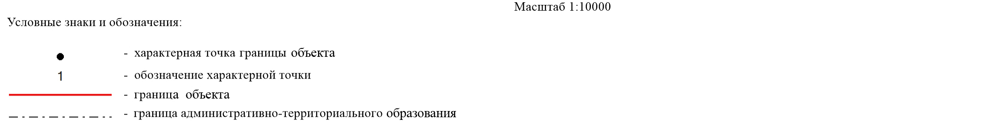 Масштаб 1:10000
Условные знаки и обозначения:
- характерная точка границы объекта
1 - обозначение характерной точки
- граница объекта
- граница административно-территориального образования